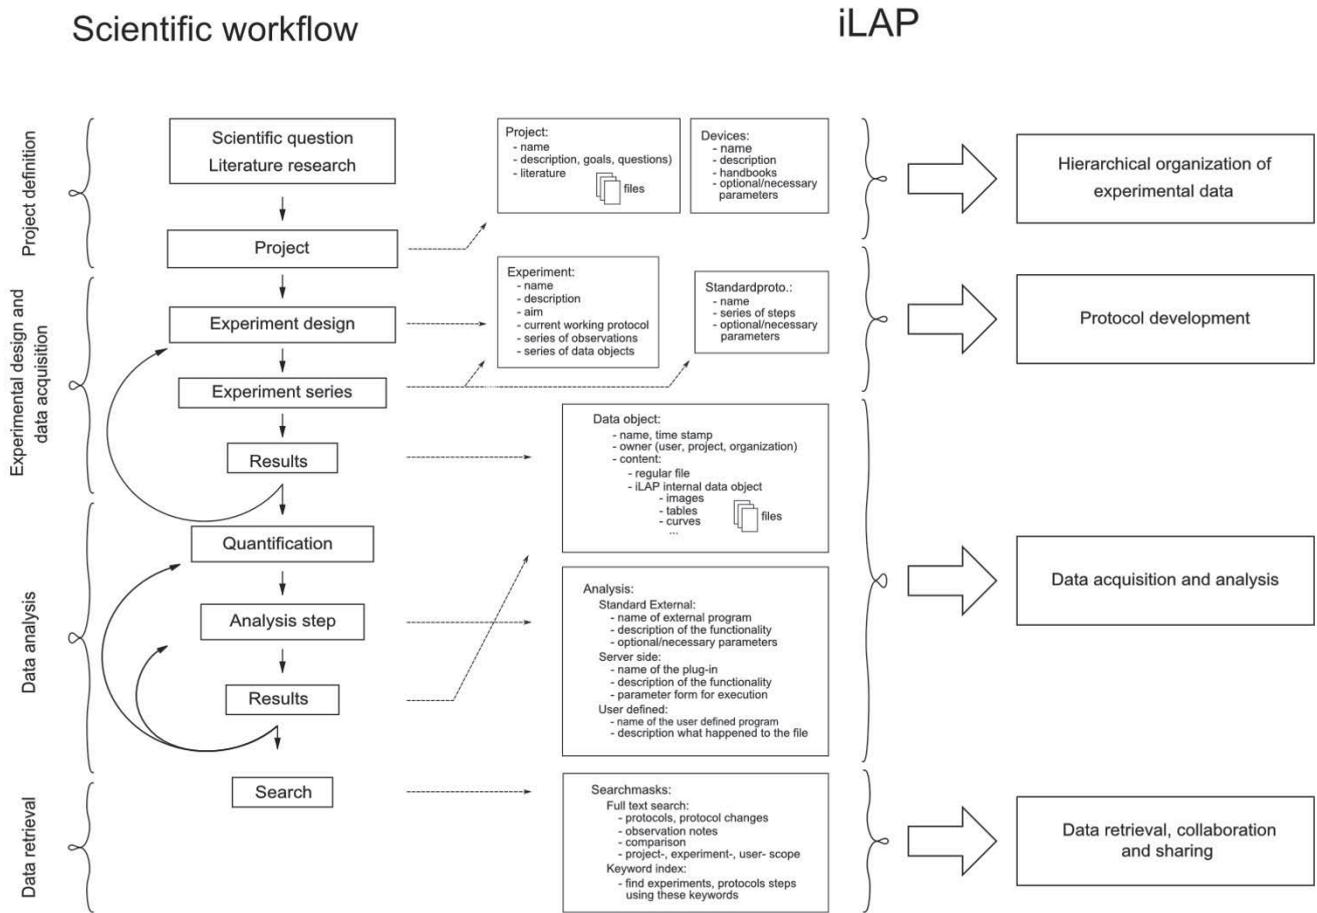 Scientific workflow
iLAP
Project definition
Scientific question
Literature research
Project
Project:
- name
- description, goals, questions)
- literature
files
Devices:
- name
- description
- handbooks
- optional/necessary
parameters
Hierarchical organization of
experimental data
Experimental design and
data acquisition
Experiment design
Experiment series
Results
Experiment:
- name
- description
- aim
- current working protocol
- series of observations
- series of data objects
Standardproto.:
- name
- series of steps
- optional/necessary
parameters
Protocol development
Data analysis
Quantification
Analysis step
Results
Data object:
- name, time stamp
- owner (user, project, organization)
- content:
- regular file
- iLAP internal data object
- images
- tables
- curves
...
files
Analysis:
Standard External:
- name of external program
- description of the functionality
- optional/necessary parameters
Server side:
- name of the plug-in
- description of the functionality
- parameter form for execution
User defined:
- name of the user defined program
- description what happened to the file
Data acquisition and analysis
Data retrieval
Search
Searchmasks:
Full text search:
- protocols, protocol changes
- observation notes
- comparison
- project-, experiment-, user- scope
Keyword index:
- find experiments, protocols steps
using these keywords
Data retrieval, collaboration
and sharing